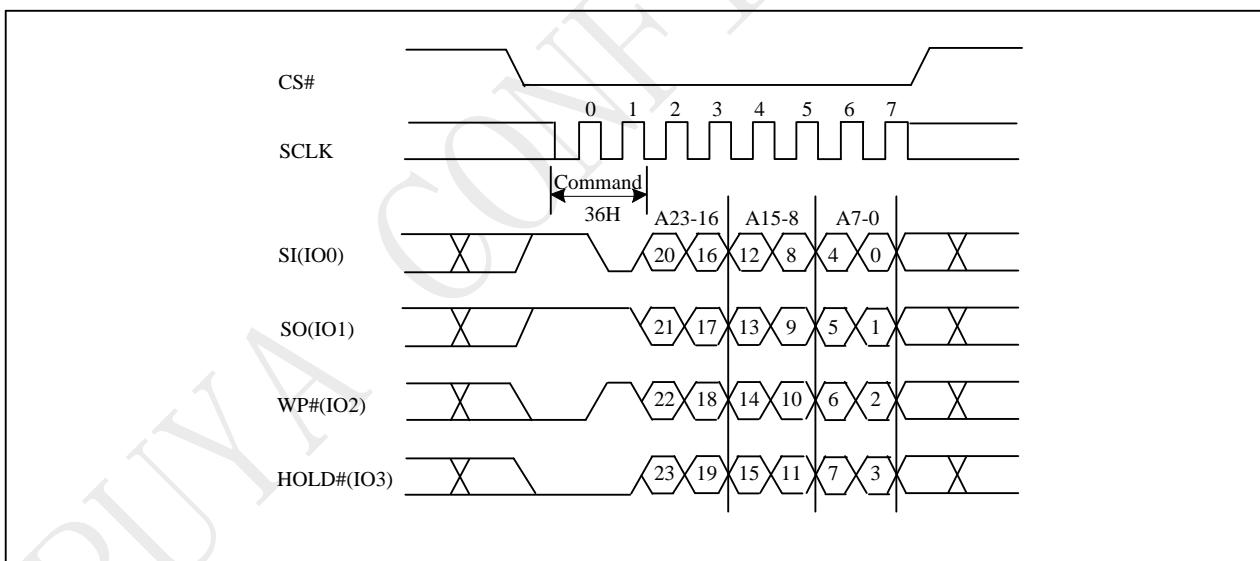 PUYA CONF
CS#
0 1 2 3 4 5 6 7
SCLK
Command
36H
A23-16 A15-8 A7-0
SI(IO0) 20 16 12 8 4 0
SO(IO1) 21 17 13 9 5 1
WP#(IO2) 22 18 14 10 6 2
HOLD#(IO3) 23 19 15 11 7 3